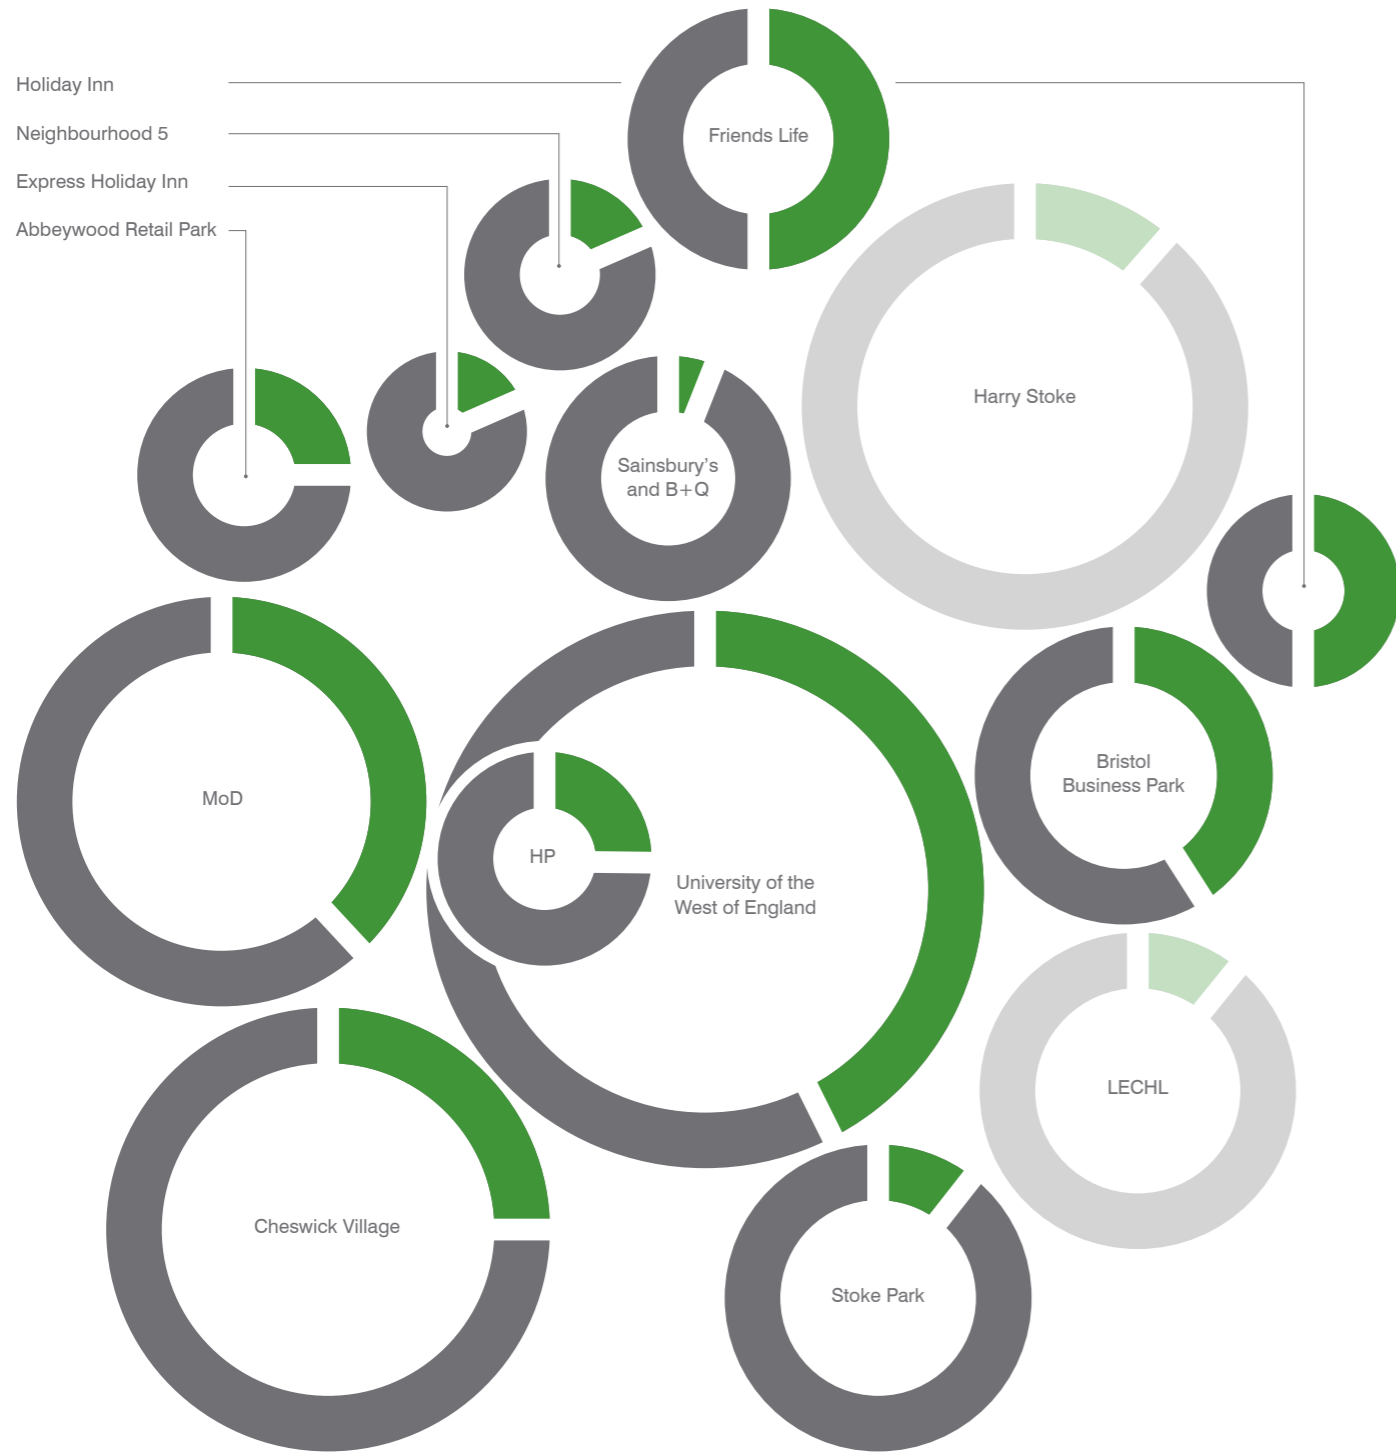 Holiday Inn
Neighbourhood 5
Express Holiday Inn
Abbeywood Retail Park
Friends Life
Harry Stoke
Sainsbury’s
and B+Q
MoD
HP
University of the
West of England
Bristol
Business Park
LECHL
Cheswick Village
Stoke Park